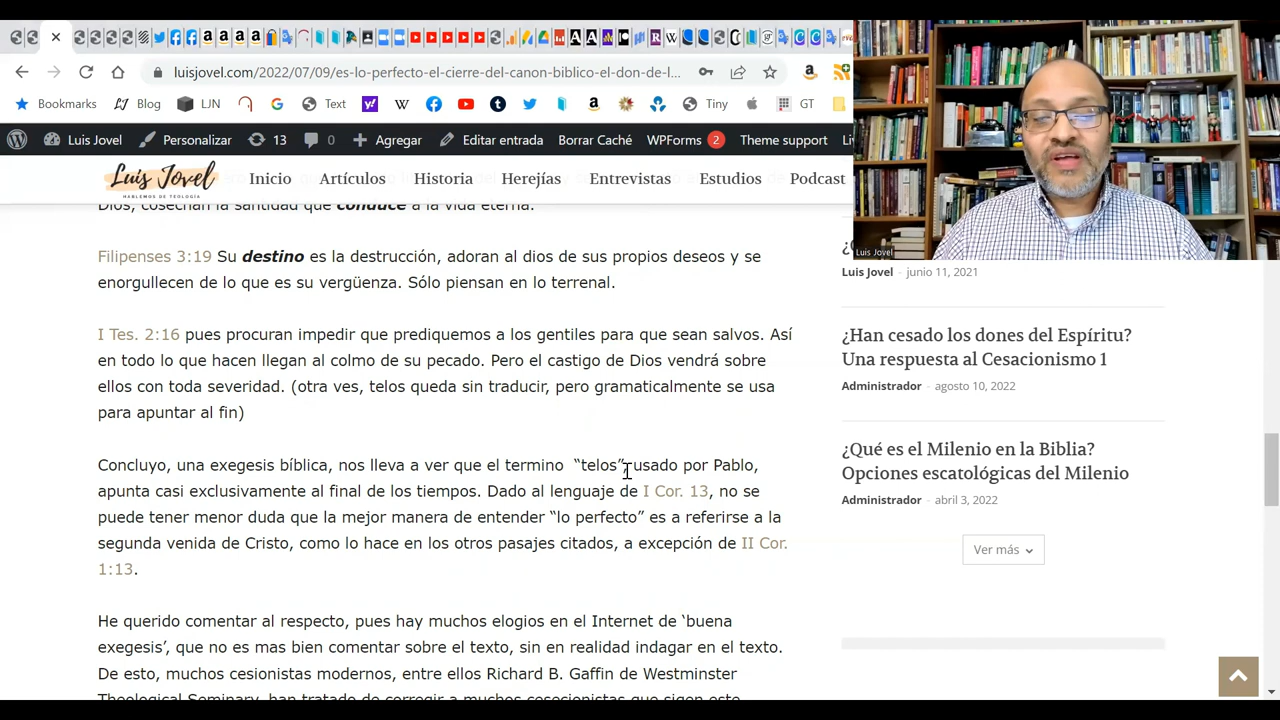 luisjovel.com/2022/07/09/es-lo-perfecto-el-cierre-del-canon-biblico-el-don-de-l...
Bookmarks Blog LJN Text Tiny GT
Luis Jovel Personalizar 13 0 Agregar Editar entrada Borrar Caché WPForms 2 Theme support
Luis Jovel
HABLEMOS DE TEOLOGÍA
Inicio Artículos Historia Herejías Entrevistas Estudios Podcast
Luis Jovel
Dios, cosechan la santidad que conduce a la vida eterna.
Filipenses 3:19 Su destino es la destrucción, adoran al dios de sus propios deseos y se
enorgullecen de lo que es su vergüenza. Sólo piensan en lo terrenal.
I Tes. 2:16 pues procuran impedir que prediquemos a los gentiles para que sean salvos. Así
en todo lo que hacen llegan al colmo de su pecado. Pero el castigo de Dios vendrá sobre
ellos con toda severidad. (otra ves, telos queda sin traducir, pero gramaticalmente se usa
para apuntar al fin)
Concluyo, una exegesis bíblica, nos lleva a ver que el termino “telos” usado por Pablo,
apunta casi exclusivamente al final de los tiempos. Dado al lenguaje de I Cor. 13, no se
puede tener menor duda que la mejor manera de entender “lo perfecto” es a referirse a la
segunda venida de Cristo, como lo hace en los otros pasajes citados, a excepción de II Cor.
1:13.
He querido comentar al respecto, pues hay muchos elogios en el Internet de ‘buena
exegesis’, que no es mas bien comentar sobre el texto, sin en realidad indagar en el texto.
De esto, muchos cesionistas modernos, entre ellos Richard B. Gaffin de Westminster
Theological Seminary, han tratado de corregir a muchos cesecionistas que siguen este
Luis Jovel - junio 11, 2021
¿Han cesado los dones del Espíritu?
Una respuesta al Cesacionismo 1
Administrador - agosto 10, 2022
¿Qué es el Milenio en la Biblia?
Opciones escatológicas del Milenio
Administrador - abril 3, 2022
Ver más